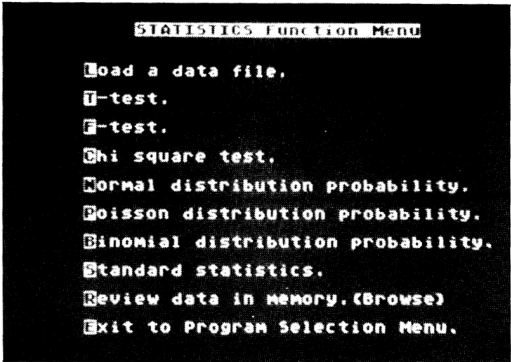 STATISTICS Function Menu
Load a data file.
T-test.
F-test.
Chi square test.
Normal distribution probability.
Poisson distribution probability.
Binomial distribution probability.
Standard statistics.
Review data in memory.(Browse)
Exit to Program Selection Menu.